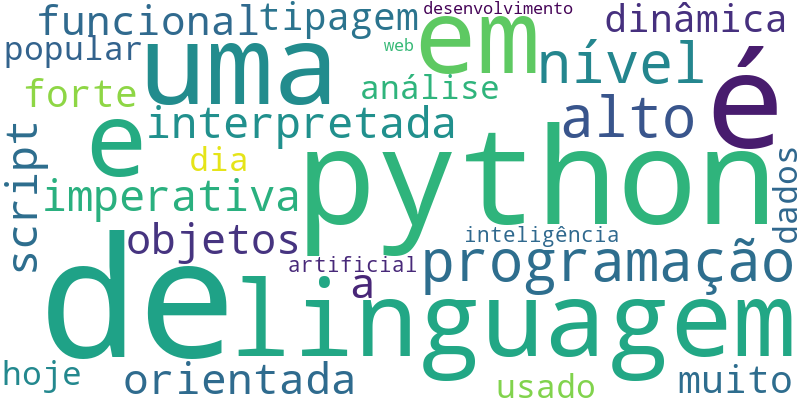 desenvolvimento
funcional
tipagem
dinâmica
popular
uma
web
em
nível
é
forte
análise
e
interpretada
alto
script
dia
python
dados
imperativa
objetos
inteligência
artificial
a
programação
de
linguagem
hoje
orientada
usado
muito